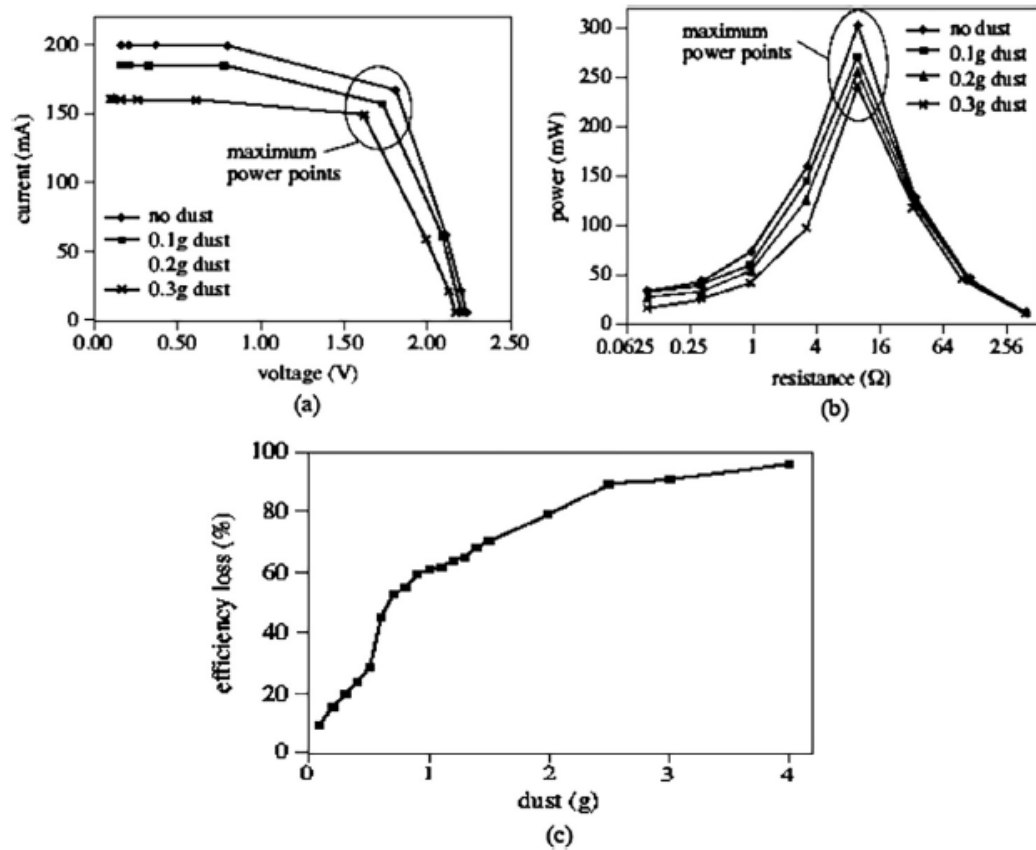 200
150
100
50
0
current (mA)
maximum
power points
no dust
0.1g dust
0.2g dust
0.3g dust
0.00 0.50 1.00 1.50 2.00 2.50
voltage (V)
(a)
300
250
200
150
100
50
0
power (mW)
maximum
power points
no dust
0.1g dust
0.2g dust
0.3g dust
0.0625 0.25 1 4 16 64 256
resistance (Ω)
(b)
100
80
60
40
20
0
efficiency loss (%)
0 1 2 3 4
dust (g)
(c)